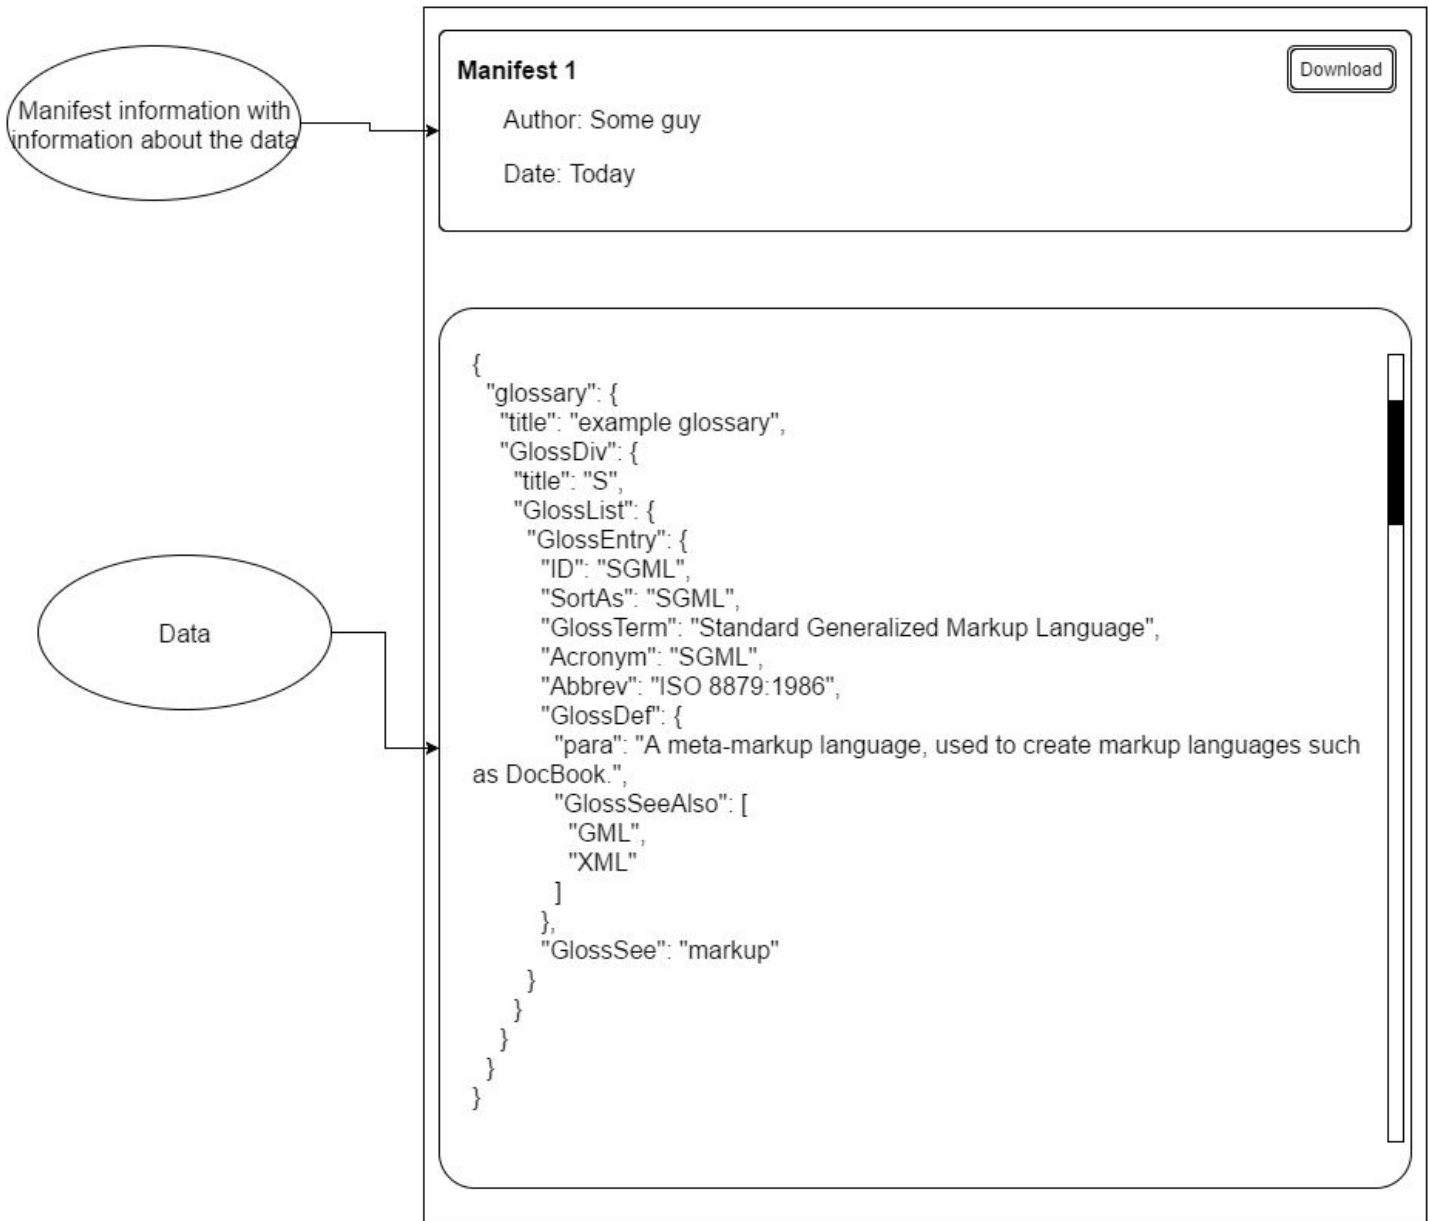 Manifest information with
information about the data
Manifest 1
Download
Author: Some guy
Date: Today
Data
{
"glossary": {
"title": "example glossary",
"GlossDiv": {
"title": "S",
"GlossList": {
"GlossEntry": {
"ID": "SGML",
"SortAs": "SGML",
"GlossTerm": "Standard Generalized Markup Language",
"Acronym": "SGML",
"Abbrev": "ISO 8879:1986",
"GlossDef": {
"para": "A meta-markup language, used to create markup languages such
as DocBook.",
"GlossSeeAlso": [
"GML",
"XML"
]
},
"GlossSee": "markup"
}
}
}
}
}